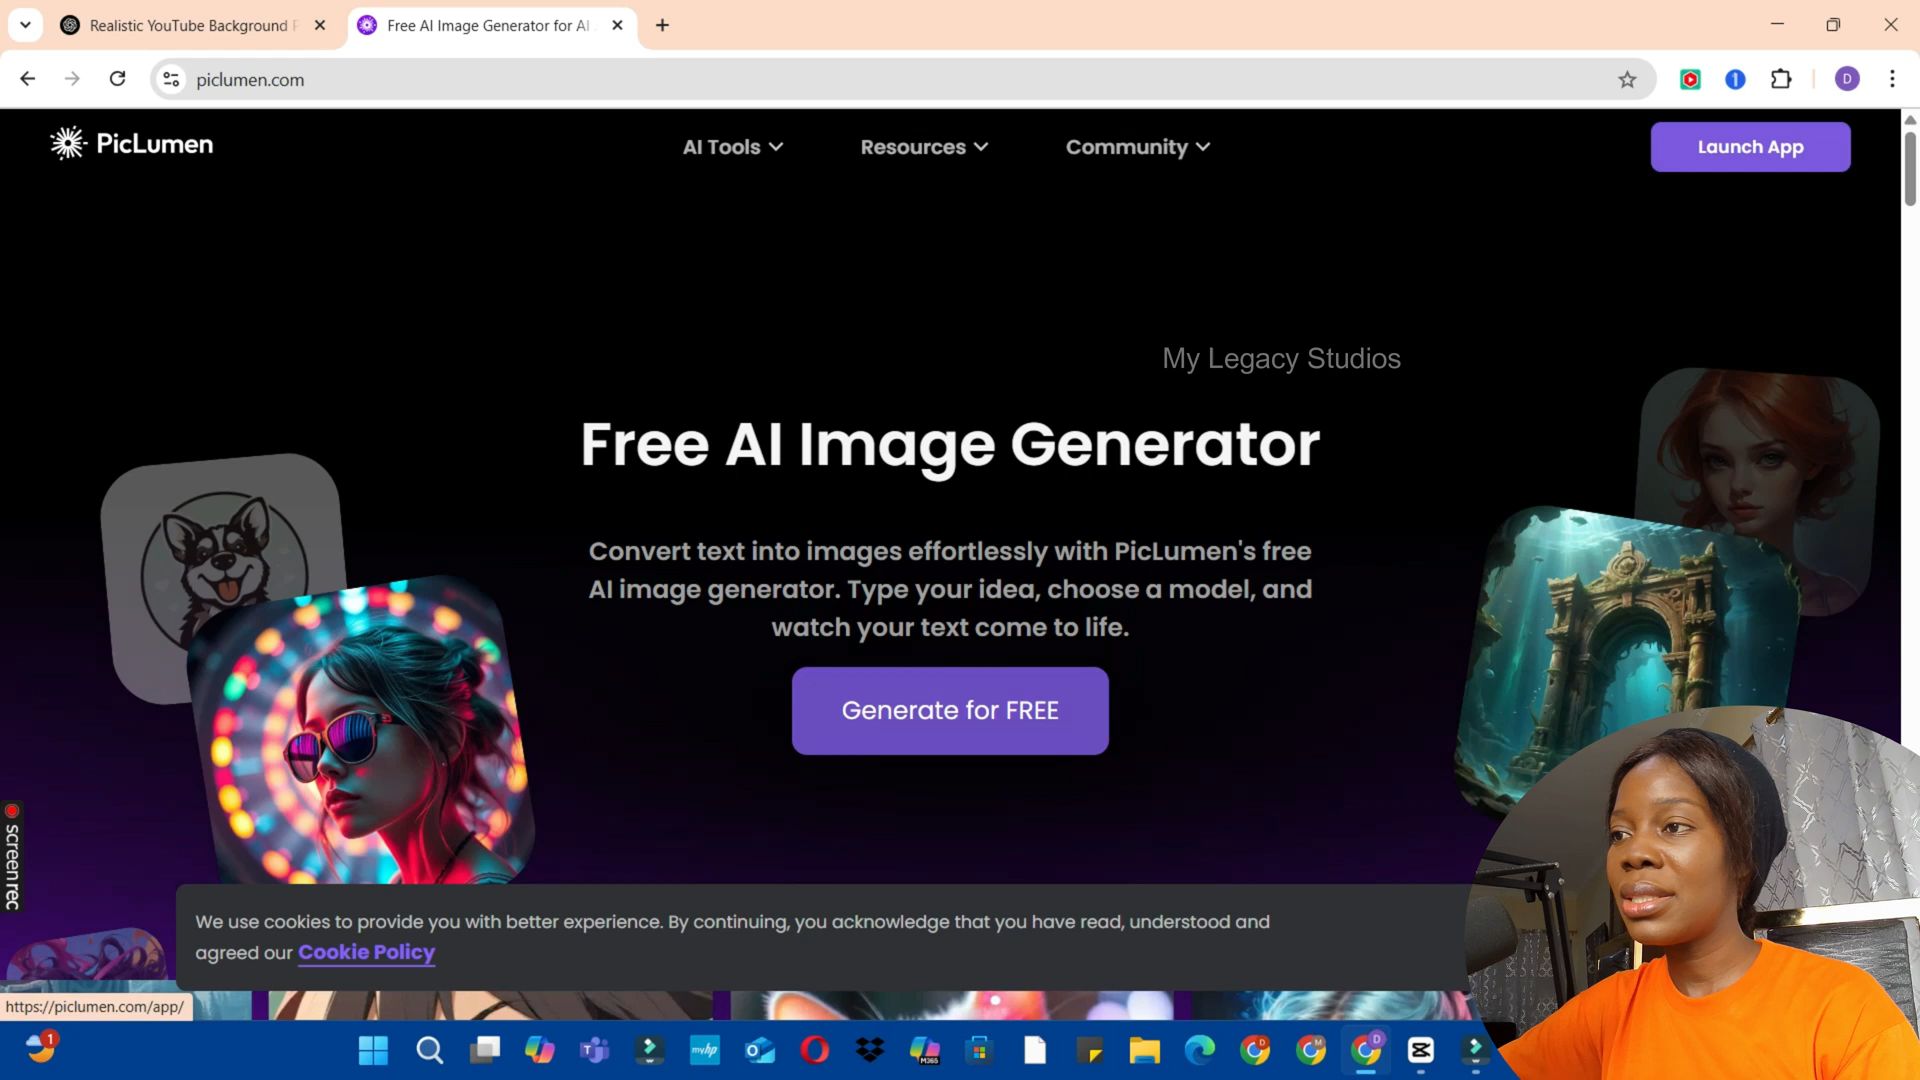 Realistic YouTube Background P
Free AI Image Generator for AI A
piclumen.com
D
PicLumen
AI Tools
Resources
Community
Launch App
My Legacy Studios
Free AI Image Generator
Convert text into images effortlessly with PicLumen's free
AI image generator. Type your idea, choose a model, and
watch your text come to life.
Generate for FREE
screenrec
We use cookies to provide you with better experience. By continuing, you acknowledge that you have read, understood and
agreed our Cookie Policy
https://piclumen.com/app/
1
myhp
M365
D
M
D